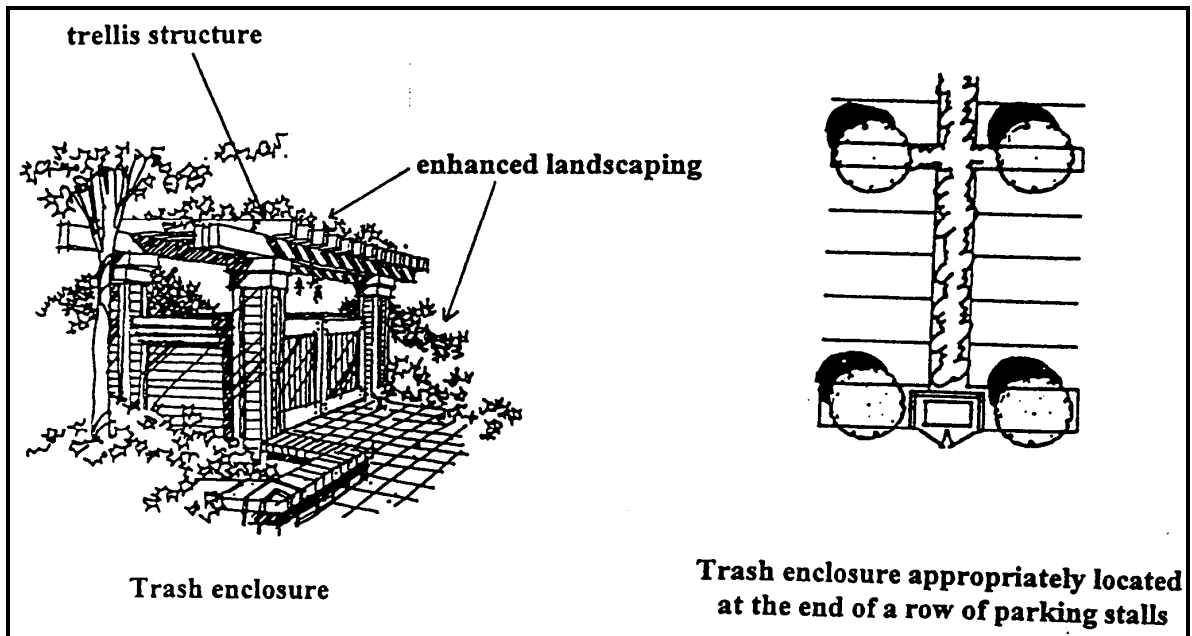 trellis structure
enhanced landscaping
Trash enclosure
Trash enclosure appropriately located
at the end of a row of parking stalls